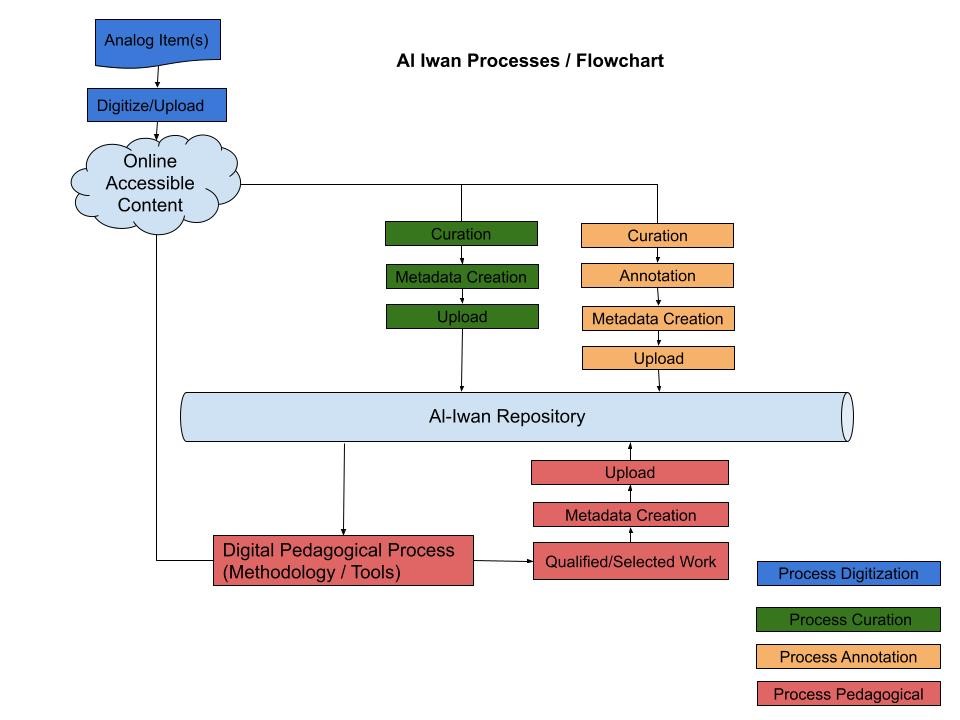 Analog Item(s)
Al Iwan Processes / Flowchart
Digitize/Upload
Online
Accessible
Content
Curation
Metadata Creation
Upload
Curation
Annotation
Metadata Creation
Upload
Al-Iwan Repository
Upload
Metadata Creation
Qualified/Selected Work
Digital Pedagogical Process
(Methodology / Tools)
Process Digitization
Process Curation
Process Annotation
Process Pedagogical